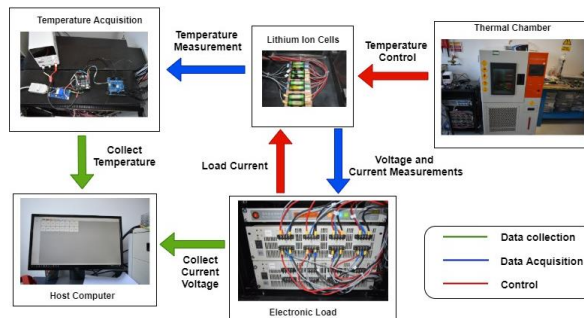 Temperature Acquisition
Temperature
Measurement
Lithium Ion Cells
Temperature
Control
Thermal Chamber
Collect
Temperature
Load Current
Voltage and
Current Measurements
Host Computer
Collect
Current
Voltage
Electronic Load
Data collection
Data Acquisition
Control